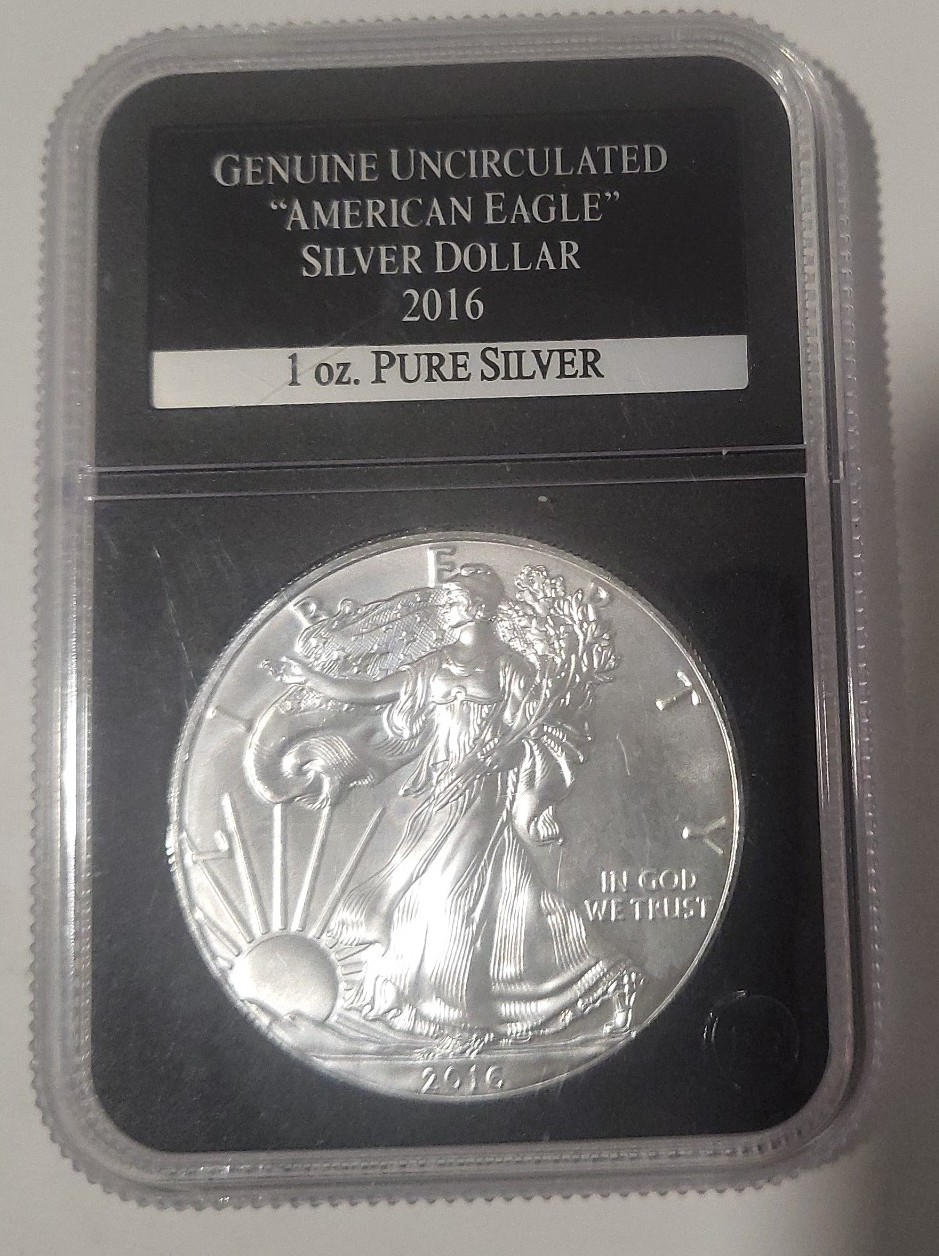 GENUINE UNCIRCULATED
“AMERICAN EAGLE”
SILVER DOLLAR
2016
1 oz. PURE SILVER
LIBERTY
IN GOD
WE TRUST
2016